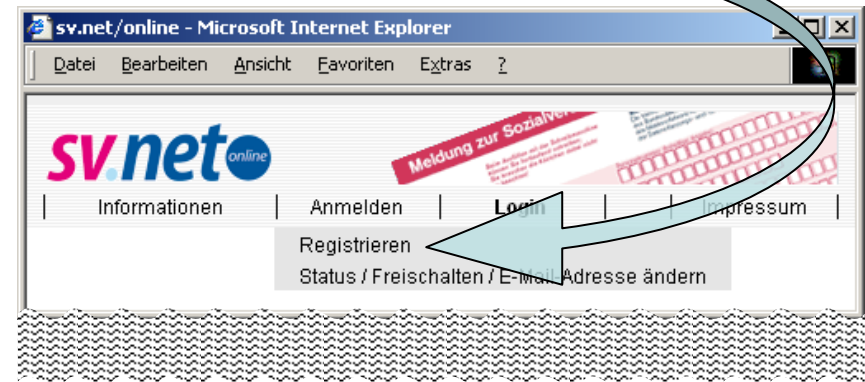 sv.net/online - Microsoft Internet Explorer
Datei Bearbeiten Ansicht Favoriten Extras ?
sv.net online
Meldung zur Sozialver
Informationen | Anmelden | Login | | Impressum |
Registrieren
Status / Freischalten / E-Mail-Adresse ändern